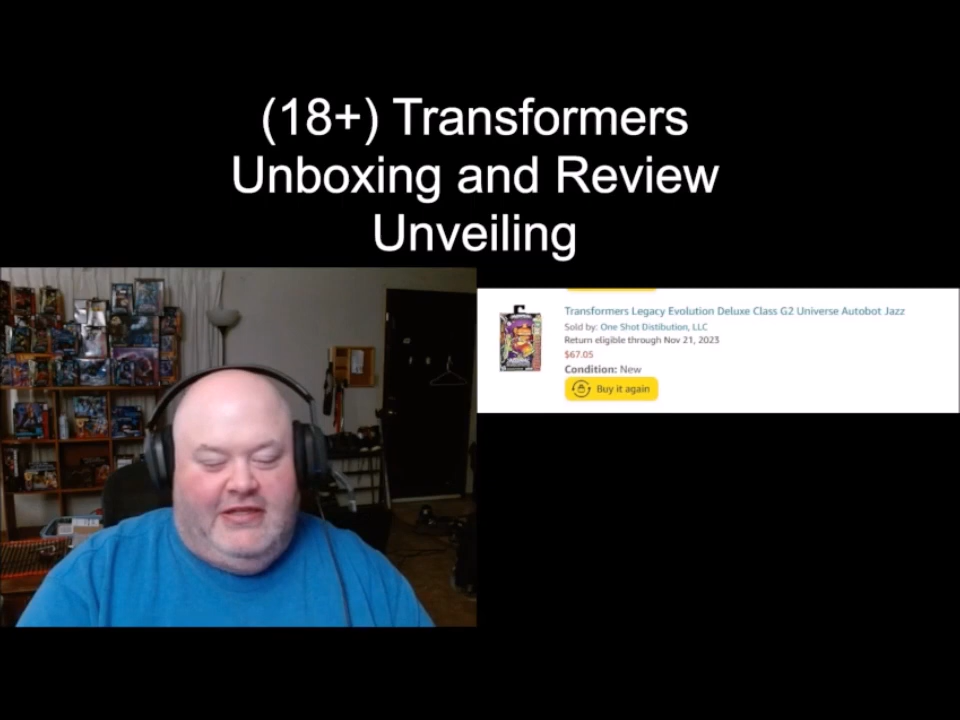 (18+) Transformers
Unboxing and Review
Unveiling
Transformers Legacy Evolution Deluxe Class G2 Universe Autobot Jazz
Sold by: One Shot Distibution, LLC
Return eligible through Nov 21, 2023
$67.05
Condition: New
Buy it again